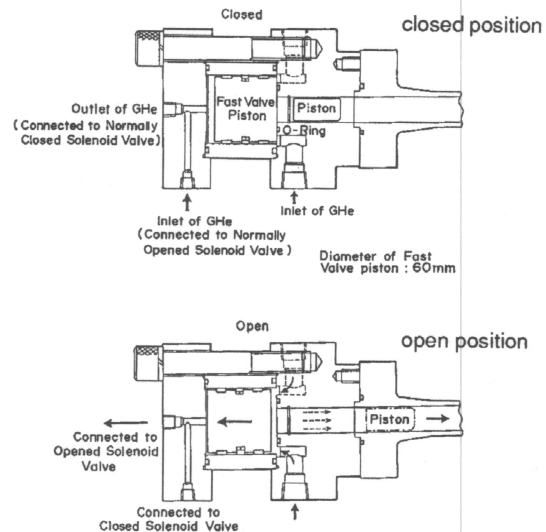 Closed
closed position
Outlet of GHe
(Connected to Normally
Closed Solenoid Valve)
Fast Valve
Piston
Piston
O-Ring
Inlet of GHe
(Connected to Normally
Opened Solenoid Valve)
Inlet of GHe
Diameter of Fast
Valve piston : 60mm
Open
open position
Connected to
Opened Solenoid
Valve
Piston
Connected to
Closed Solenoid Valve